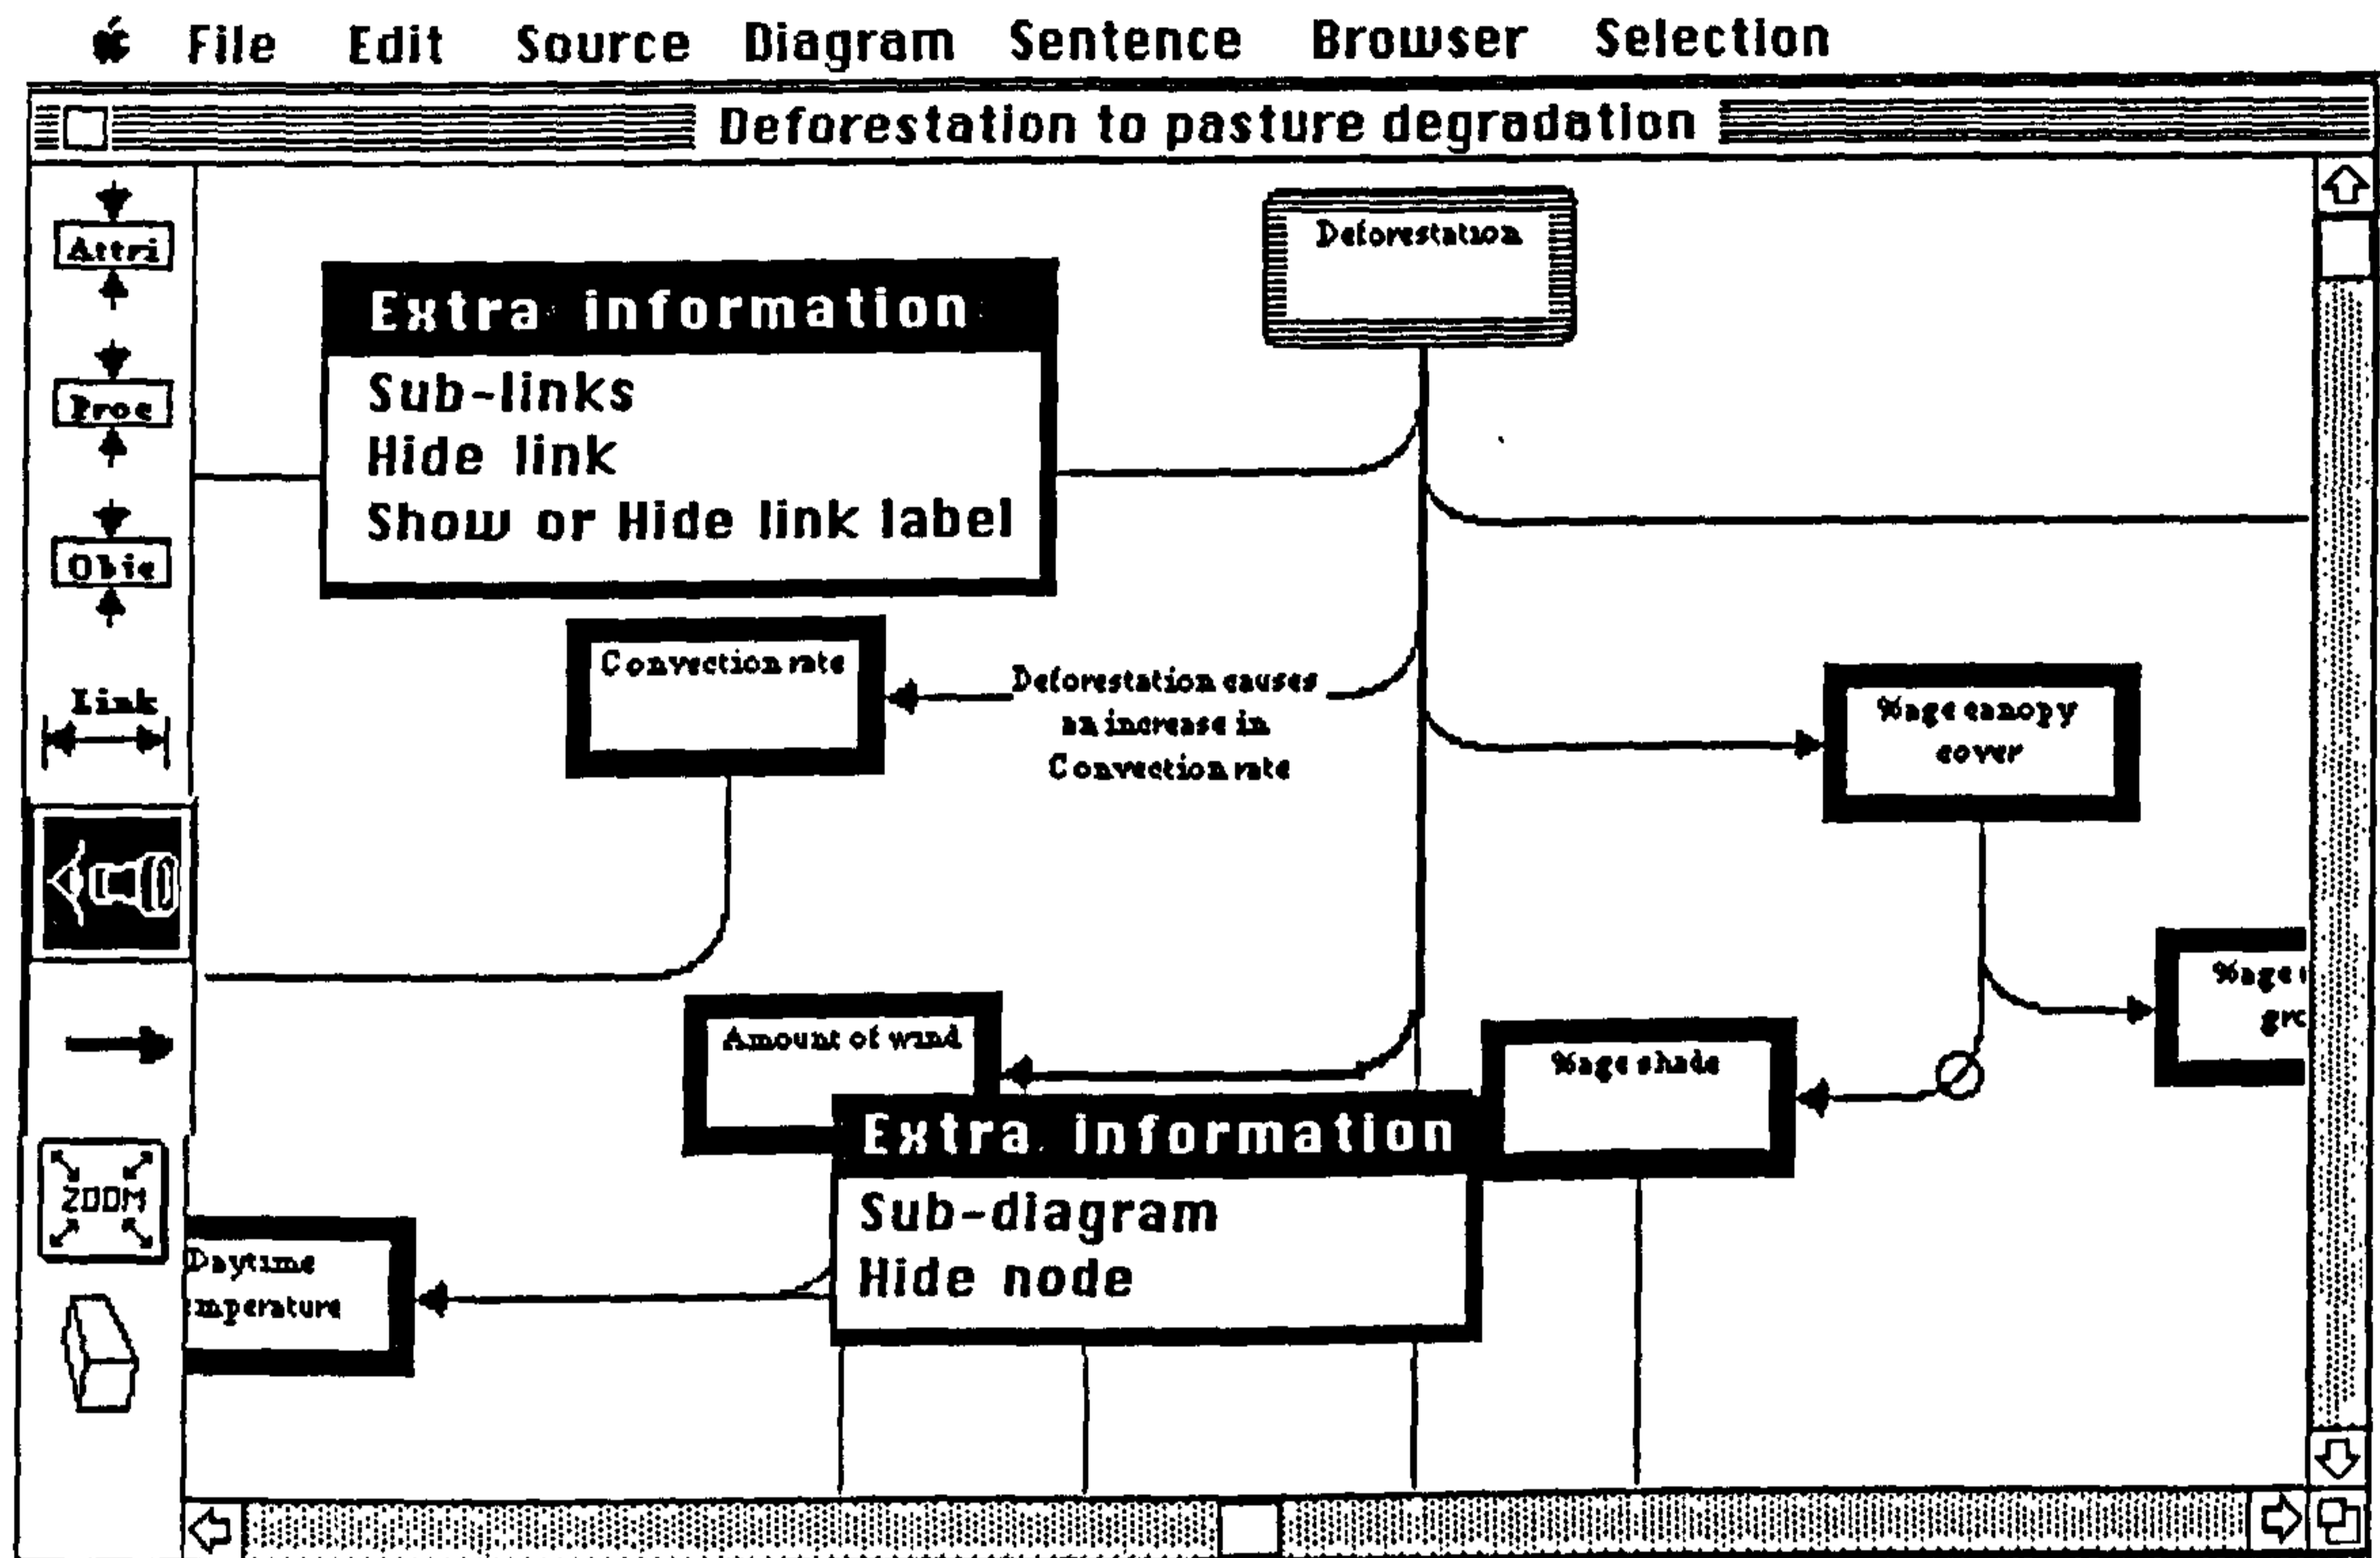 File Edit Source Diagram Sentence Browser Selection
Deforestation to pasture degradation
Attri
Proc
Obje
Link
ZOOM
Deforestation
Extra information
Sub-links
Hide link
Show or Hide link label
Convection rate
Deforestation causes
an increase in
Convection rate
%age canopy
cover
%age
Amount of wind
%age shade
Extra information
Sub-diagram
Hide node
Daytime
mperature